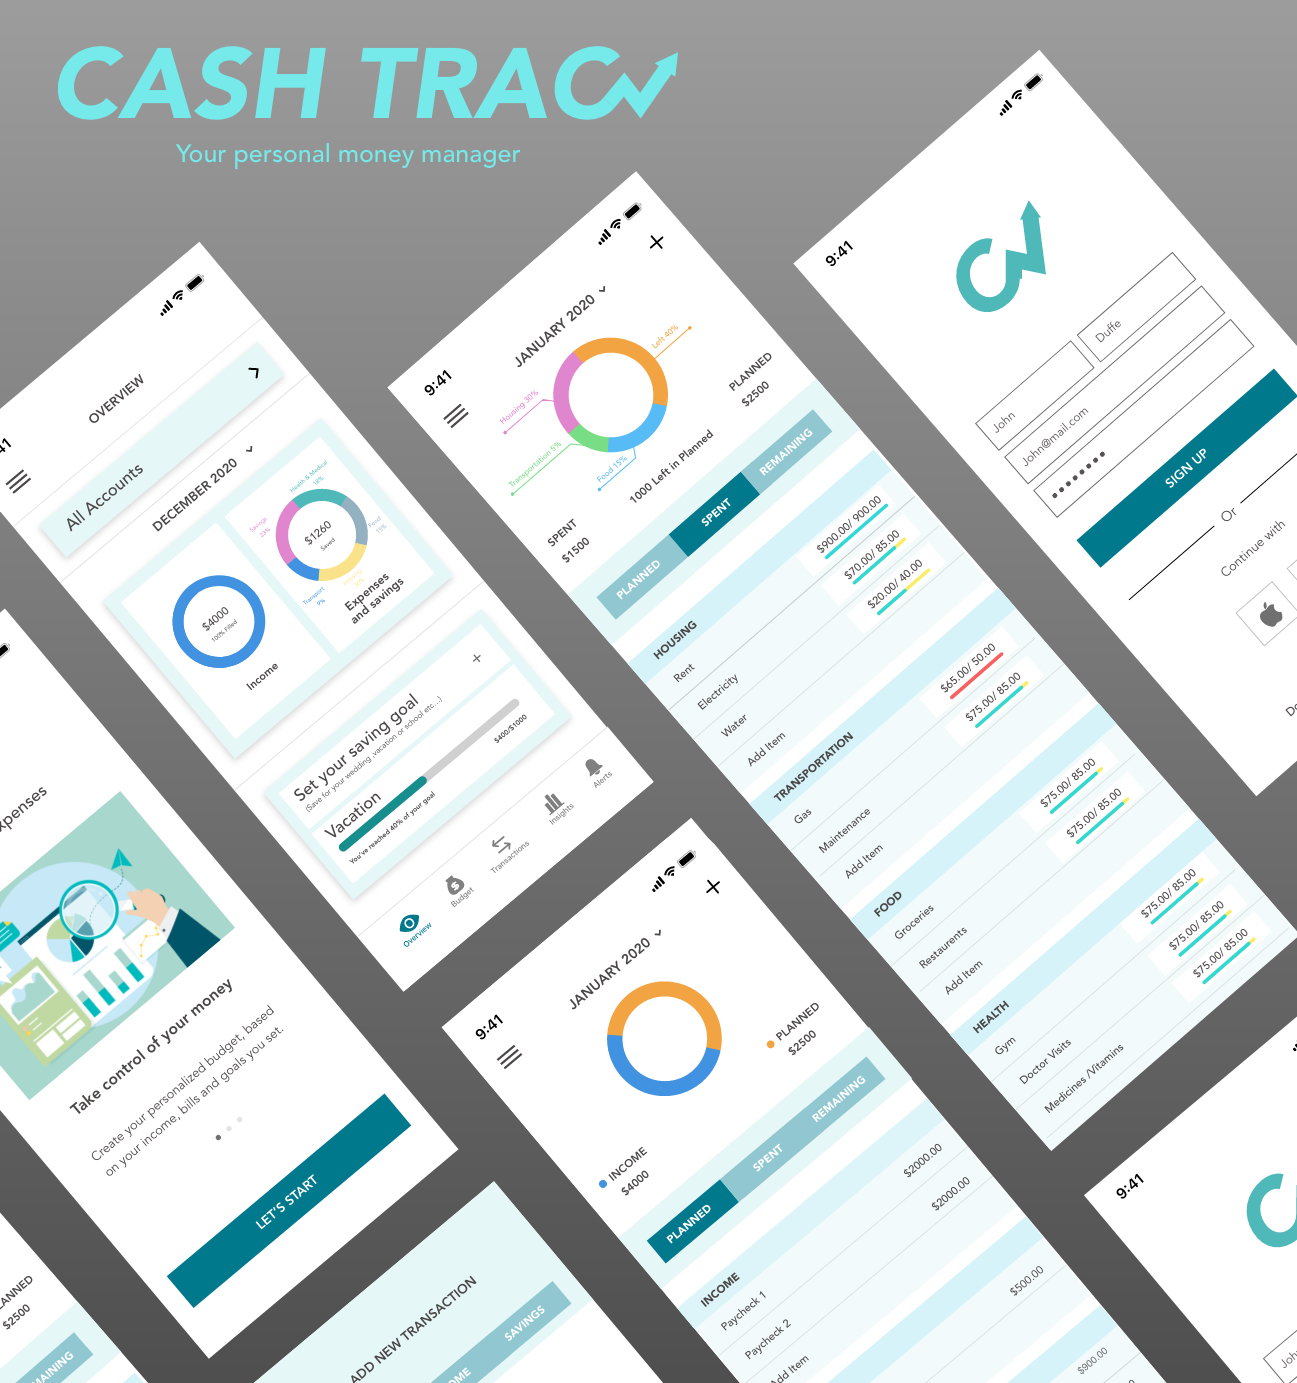 CASH TRAC
Your personal money manager
OVERVIEW
All Accounts
DECEMBER 2020
$4000
100% Filled
Income
Health & Medical
18%
Savings
23%
Food
15%
Transport
9%
$1260
Saved
Expenses
and savings
Set your saving goal
(Save for your wedding ,vacation or school etc...)
Vacation
$400/$1000
You've reached 40% of your goal
Overview
Budget
Transactions
Insights
Alerts
9:41
JANUARY 2020
Left 40%
Housing 30%
Transportation 5%
Food 15%
PLANNED
$2500
1000 Left in Planned
SPENT
$1500
PLANNED
SPENT
REMAINING
HOUSING
Rent
$900.00/ 900.00
Electricity
$70.00/ 85.00
Water
$20.00/ 40.00
Add Item
TRANSPORTATION
Gas
$65.00/ 50.00
Maintenance
$75.00/ 85.00
Add Item
FOOD
Groceries
$75.00/ 85.00
Restaurents
$75.00/ 85.00
Add Item
HEALTH
Gym
$75.00/ 85.00
Doctor Visits
$75.00/ 85.00
Medicines /Vitamins
$75.00/ 85.00
9:41
John
Duffe
John@mail.com
SIGN UP
Or
Continue with
Take control of your money
Create your personalized budget, based
on your income, bills and goals you set.
LET'S START
9:41
JANUARY 2020
PLANNED
$2500
INCOME
$4000
PLANNED
SPENT
REMAINING
INCOME
Paycheck 1
$2000.00
Paycheck 2
$2000.00
Add Item
$500.00
$900.00
$2500
ADD NEW TRANSACTION
SAVINGS
9:41